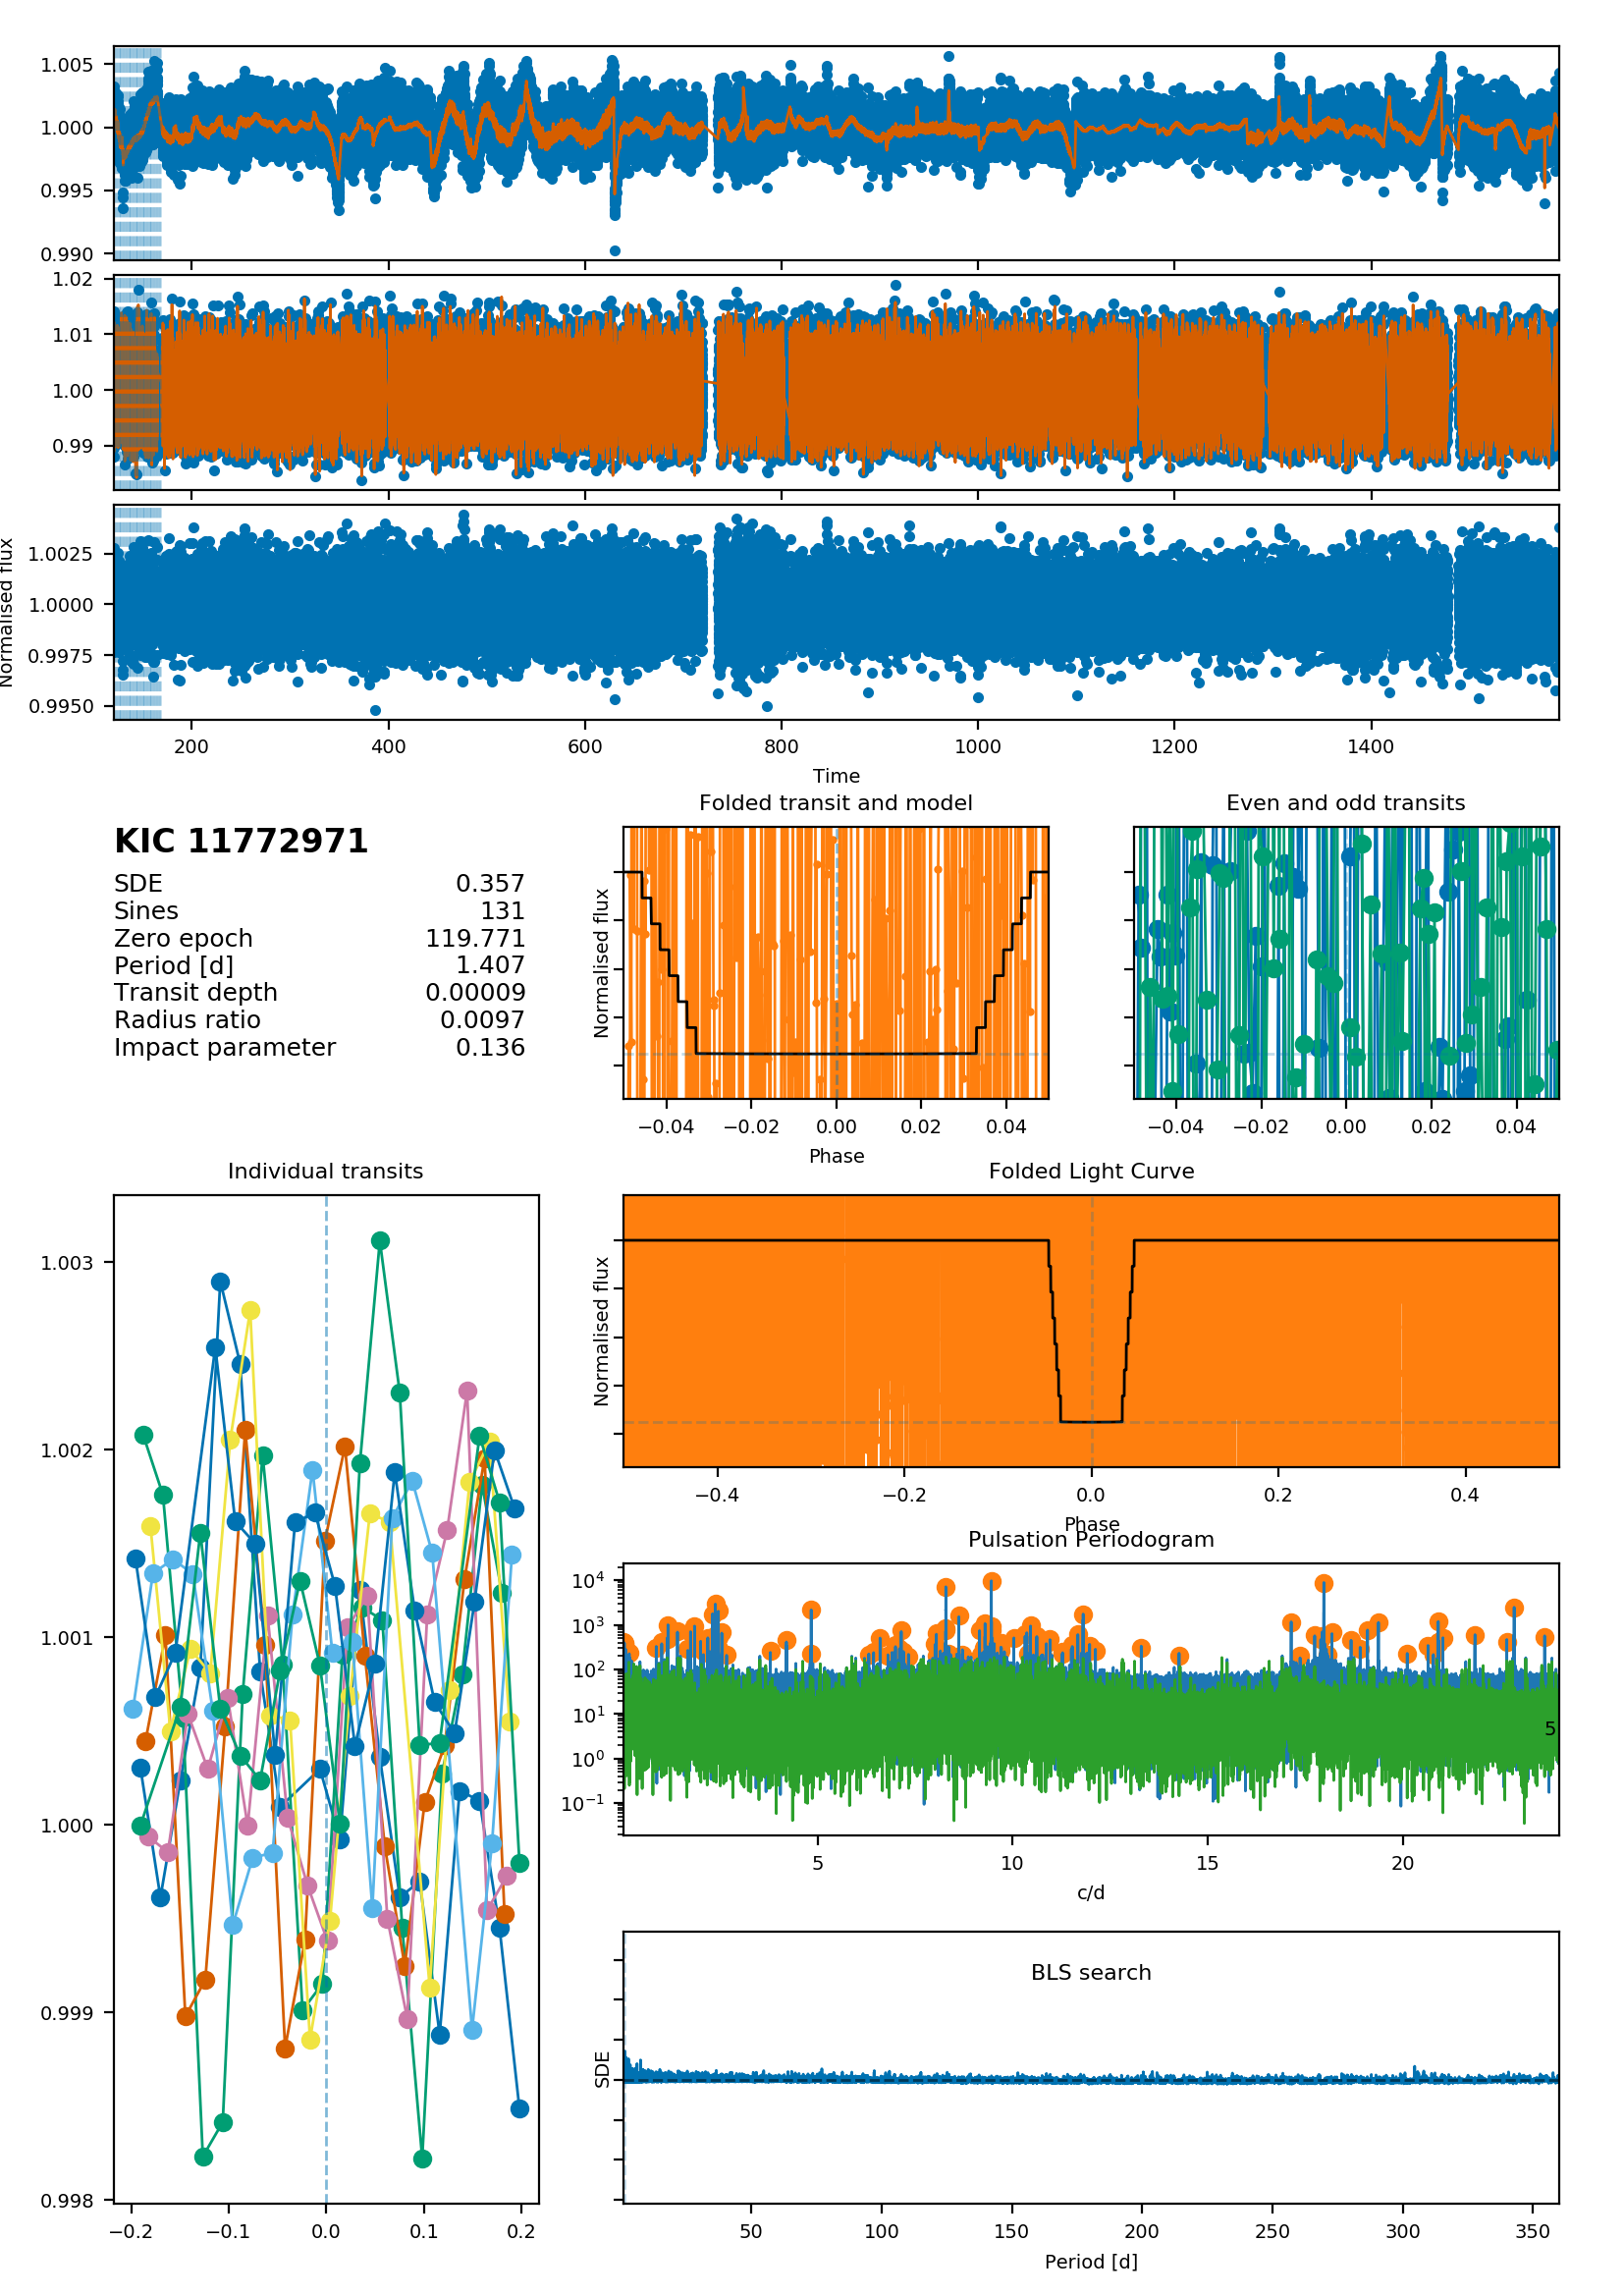 1.005
1.000
0.995
0.990
1.02
1.01
1.00
0.99
Normalised flux
1.0025
1.0000
0.9975
0.9950
200 400 600 800 1000 1200 1400
Time
KIC 11772971
SDE 0.357
Sines 131
Zero epoch 119.771
Period [d] 1.407
Transit depth 0.00009
Radius ratio 0.0097
Impact parameter 0.136
Folded transit and model
Normalised flux
−0.04 −0.02 0.00 0.02 0.04
Phase
Even and odd transits
−0.04 −0.02 0.00 0.02 0.04
Individual transits
1.003
1.002
1.001
1.000
0.999
0.998
−0.2 −0.1 0.0 0.1 0.2
Folded Light Curve
Normalised flux
−0.4 −0.2 0.0 0.2 0.4
Phase
Pulsation Periodogram
10⁴
10³
10²
10¹
10⁰
10⁻¹
5
5 10 15 20
c/d
BLS search
SDE
50 100 150 200 250 300 350
Period [d]